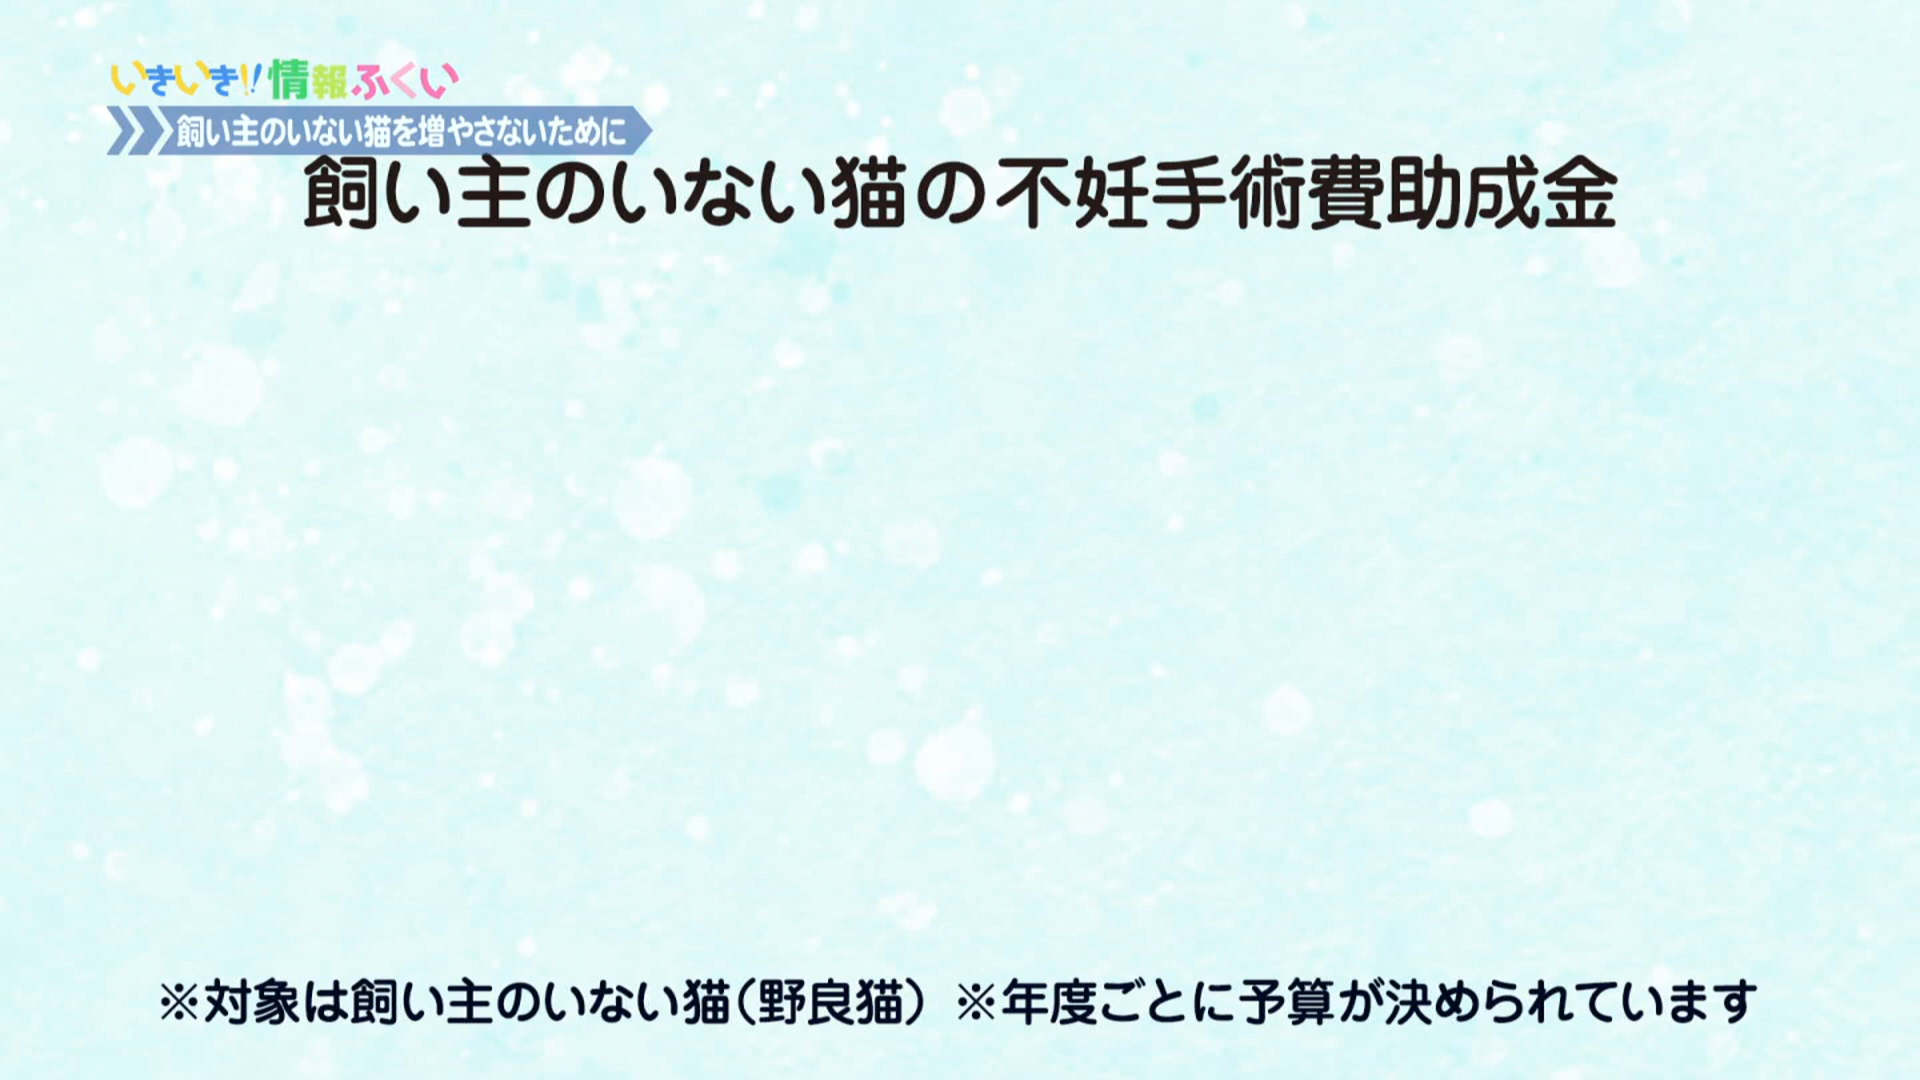 いきいき!!情報ふくい
飼い主のいない猫を増やさないために
飼い主のいない猫の不妊手術費助成金
※対象は飼い主のいない猫(野良猫) ※年度ごとに予算が決められています